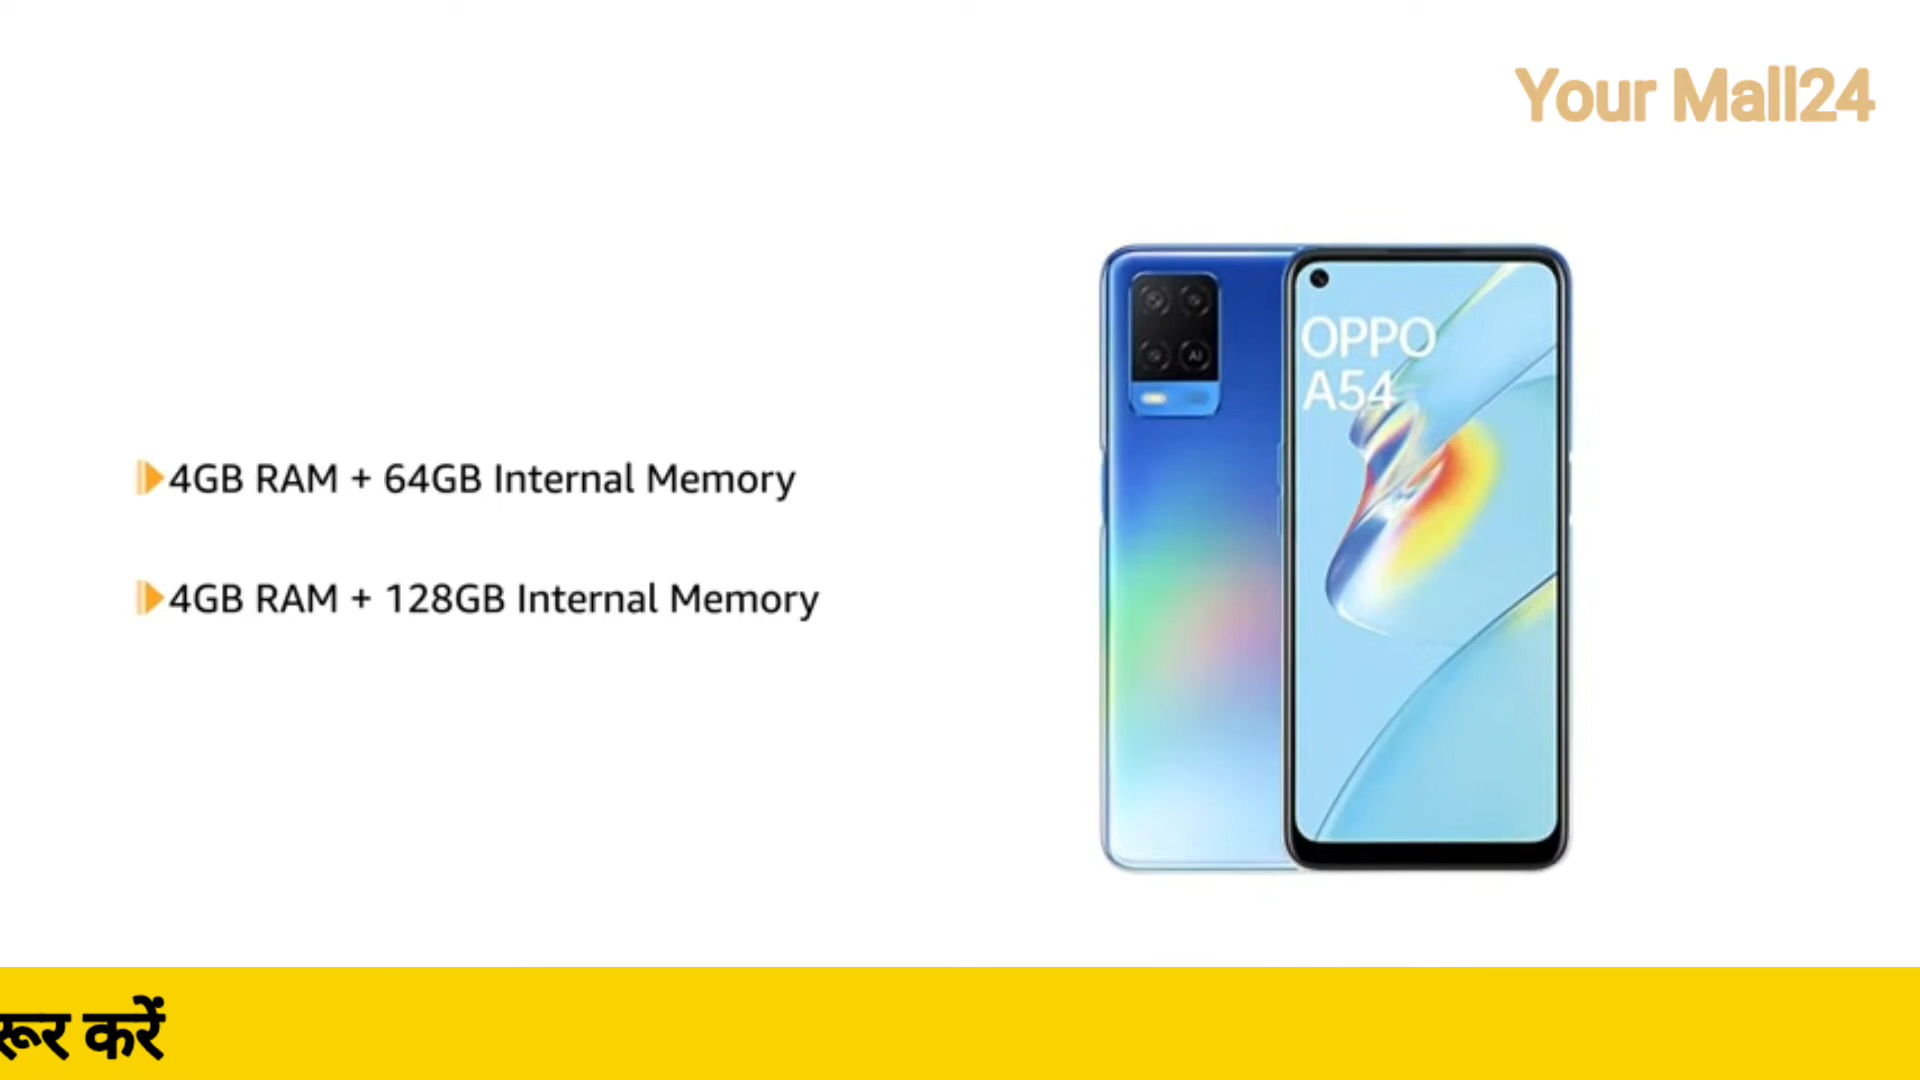 Your Mall24
OPPO
A54
4GB RAM + 64GB Internal Memory
4GB RAM + 128GB Internal Memory
करें